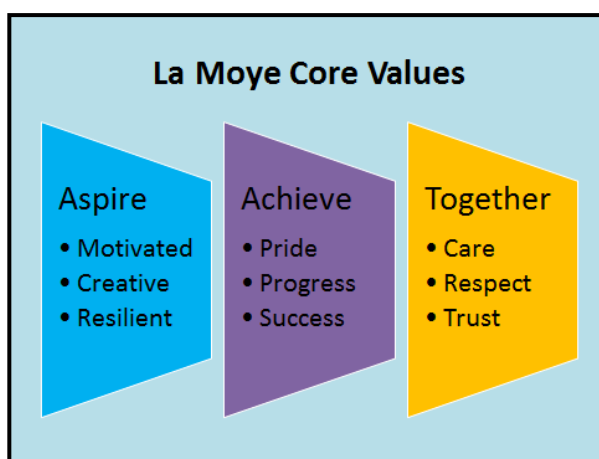 La Moye Core Values
Aspire
• Motivated
• Creative
• Resilient
Achieve
• Pride
• Progress
• Success
Together
• Care
• Respect
• Trust